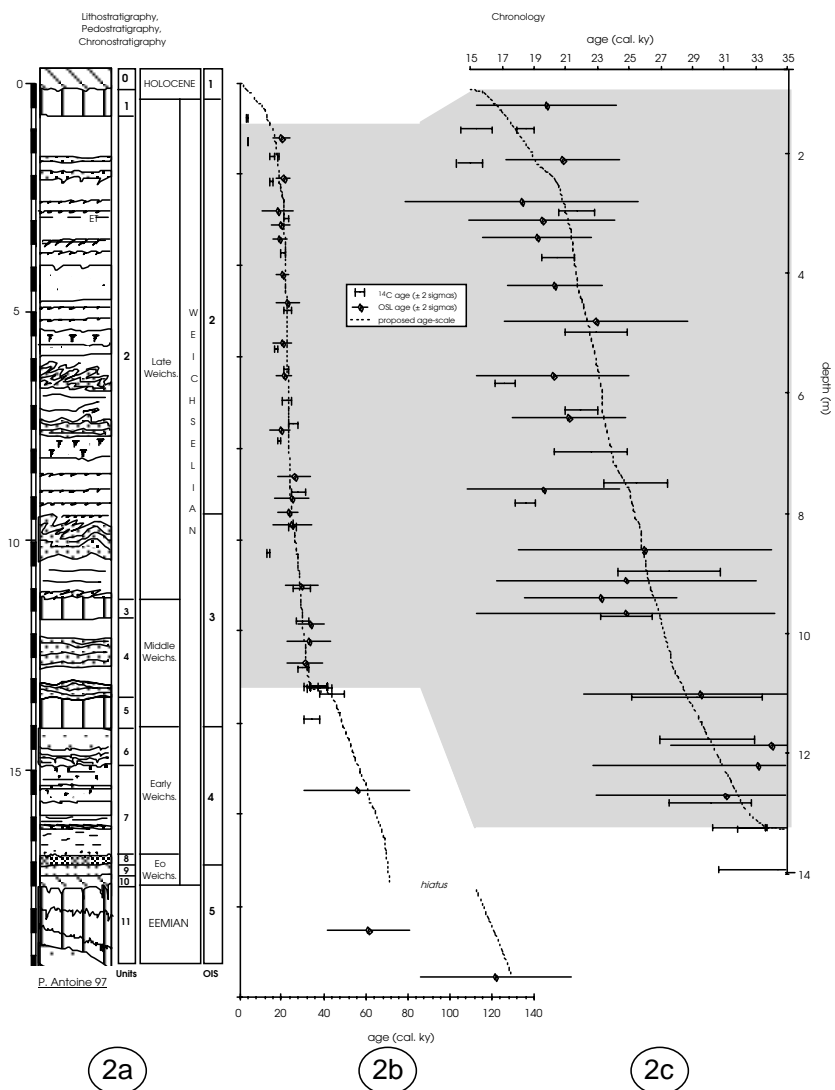 Lithostratigraphy,
Pedostratigraphy,
Chronostratigraphy
Chronology
age (cal. ky)
15 17 19 21 23 25 27 29 31 33 35
0
5
10
15
0
1
2
3
4
5
6
7
8
9
10
11
Units
ET
HOLOCENE
Late
Weichs.
Middle
Weichs.
Early
Weichs.
Eo
Weichs.
EEMIAN
WEICHSELIAN
1
2
3
4
5
OIS
P. Antoine 97
14C age (± 2 sigmas)
OSL age (± 2 sigmas)
proposed age-scale
hiatus
0 20 40 60 80 100 120 140
age (cal. ky)
2
4
6
8
10
12
14
depth (m)
2a
2b
2c